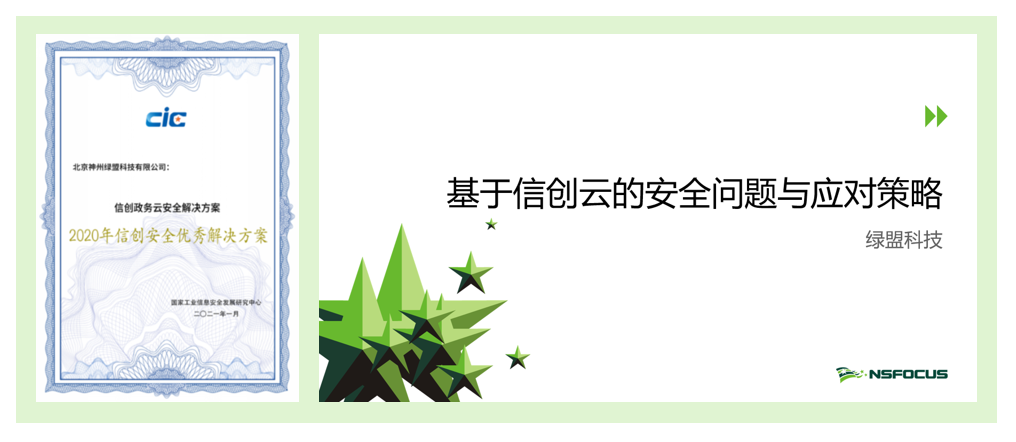 CIC
北京神州绿盟科技有限公司：
信创政务云安全解决方案
2020年信创安全优秀解决方案
国家工业信息安全发展研究中心
二〇二一年一月
基于信创云的安全问题与应对策略
绿盟科技
NSFOCUS